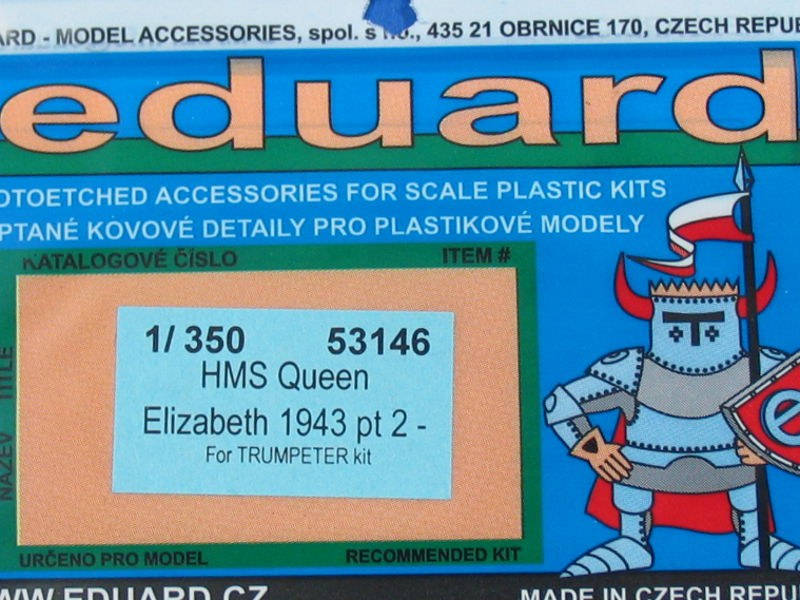 ARD - MODEL ACCESSORIES, spol. s r.o., 435 21 OBRNICE 170, CZECH REPU
eduard
OTOETCHED ACCESSORIES FOR SCALE PLASTIC KITS
PTANÉ KOVOVÉ DETAILY PRO PLASTIKOVÉ MODELY
KATALOGOVÉ ČÍSLO ITEM #
NÁZEV TITLE
1/ 350 53146
HMS Queen
Elizabeth 1943 pt 2 -
For TRUMPETER kit
e
URČENO PRO MODEL RECOMMENDED KIT
WW.EDUARD.CZ MADE IN CZECH REPU